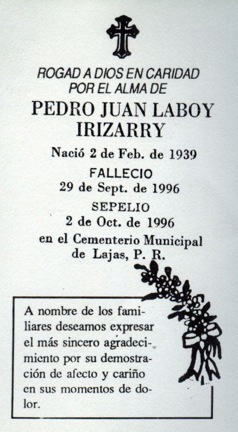 ROGAD A DIOS EN CARIDAD
POR EL ALMA DE
PEDRO JUAN LABOY
IRIZARRY
Nació 2 de Feb. de 1939
FALLECIO
29 de Sept. de 1996
SEPELIO
2 de Oct. de 1996
en el Cementerio Municipal
de Lajas, P. R.
A nombre de los fami-
liares deseamos expresar
el más sincero agradeci-
miento por su demostra-
ción de afecto y cariño
en sus momentos de do-
lor.